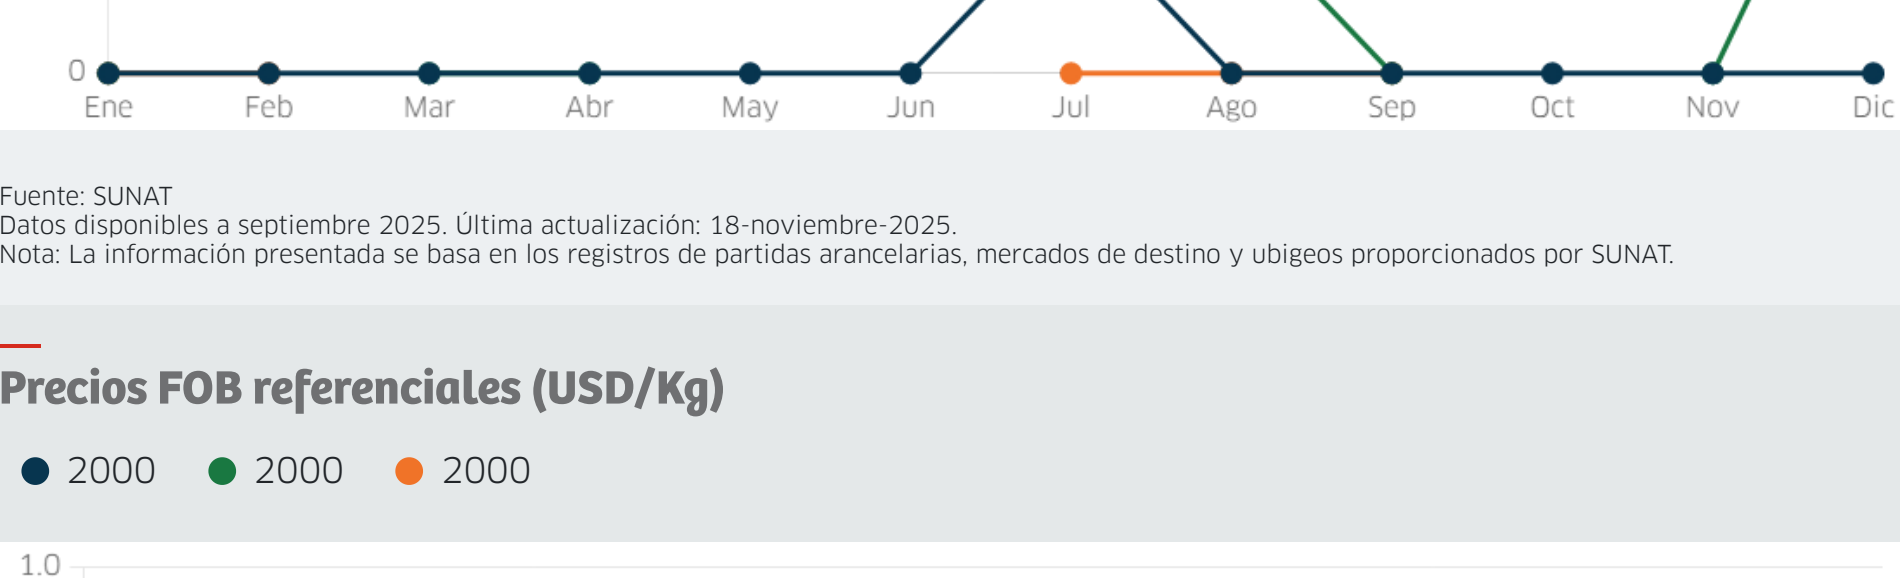 0
Ene Feb Mar Abr May Jun Jul Ago Sep Oct Nov Dic
Fuente: SUNAT
Datos disponibles a septiembre 2025. Última actualización: 18-noviembre-2025.
Nota: La información presentada se basa en los registros de partidas arancelarias, mercados de destino y ubigeos proporcionados por SUNAT.
Precios FOB referenciales (USD/Kg)
2000 2000 2000
1.0